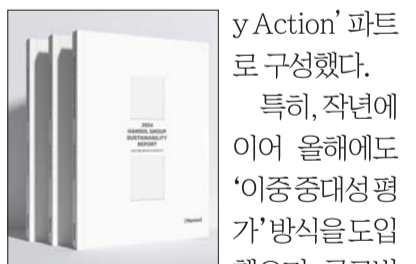 2024
HANSOL GROUP
SUSTAINABILITY
REPORT
Hansol
y Action’ 파트
로 구성했다.
특히, 작년에
이어 올해에도
‘이중 중대성 평
가’ 방식을 도입